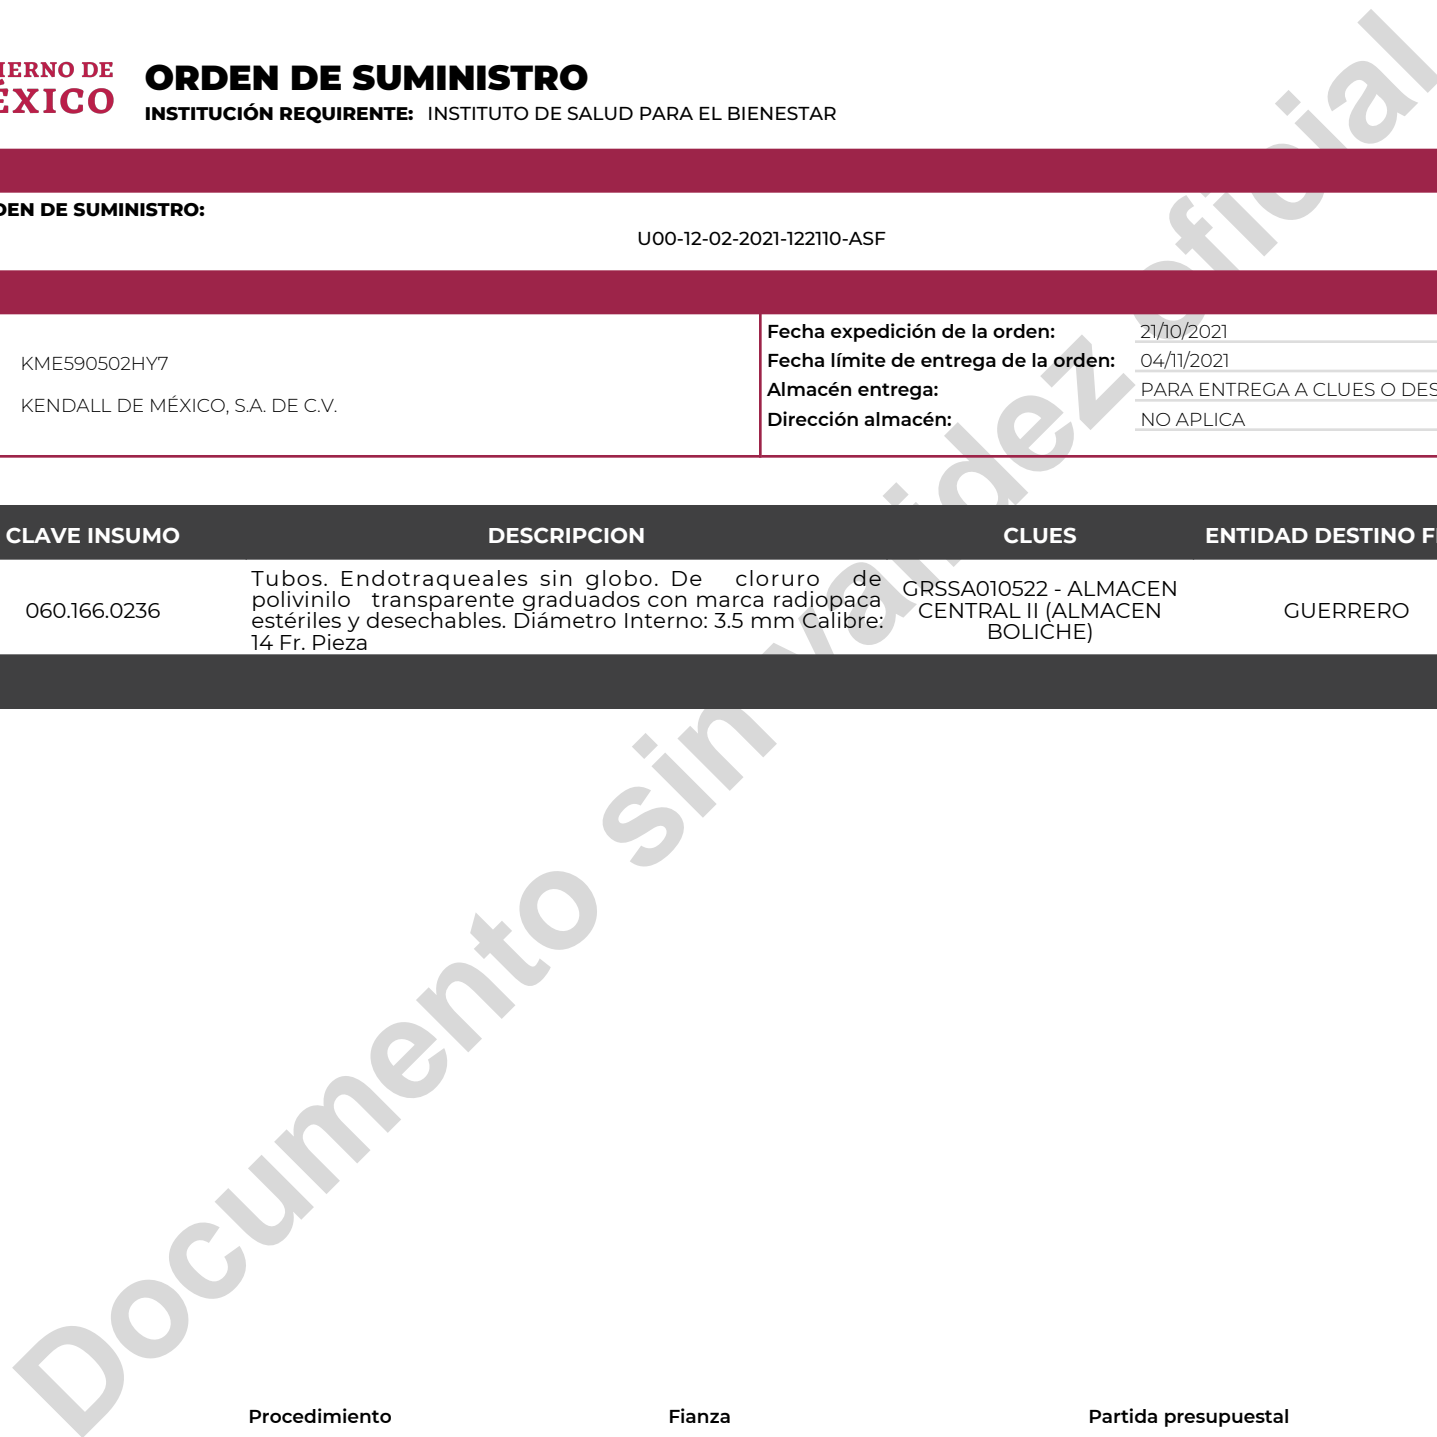 IERNO DE
ÉXICO
ORDEN DE SUMINISTRO
INSTITUCIÓN REQUIRENTE: INSTITUTO DE SALUD PARA EL BIENESTAR
DEN DE SUMINISTRO:
U00-12-02-2021-122110-ASF
KME590502HY7
KENDALL DE MÉXICO, S.A. DE C.V.
Fecha expedición de la orden: 21/10/2021
Fecha límite de entrega de la orden: 04/11/2021
Almacén entrega: PARA ENTREGA A CLUES O DES
Dirección almacén: NO APLICA
CLAVE INSUMO DESCRIPCION CLUES ENTIDAD DESTINO FI
060.166.0236
Tubos. Endotraqueales sin globo. De cloruro de
polivinilo transparente graduados con marca radiopaca
estériles y desechables. Diámetro Interno: 3.5 mm Calibre:
14 Fr. Pieza
GRSSA010522 - ALMACEN
CENTRAL II (ALMACEN
BOLICHE)
GUERRERO
Documento sin validez oficial
Procedimiento Fianza Partida presupuestal